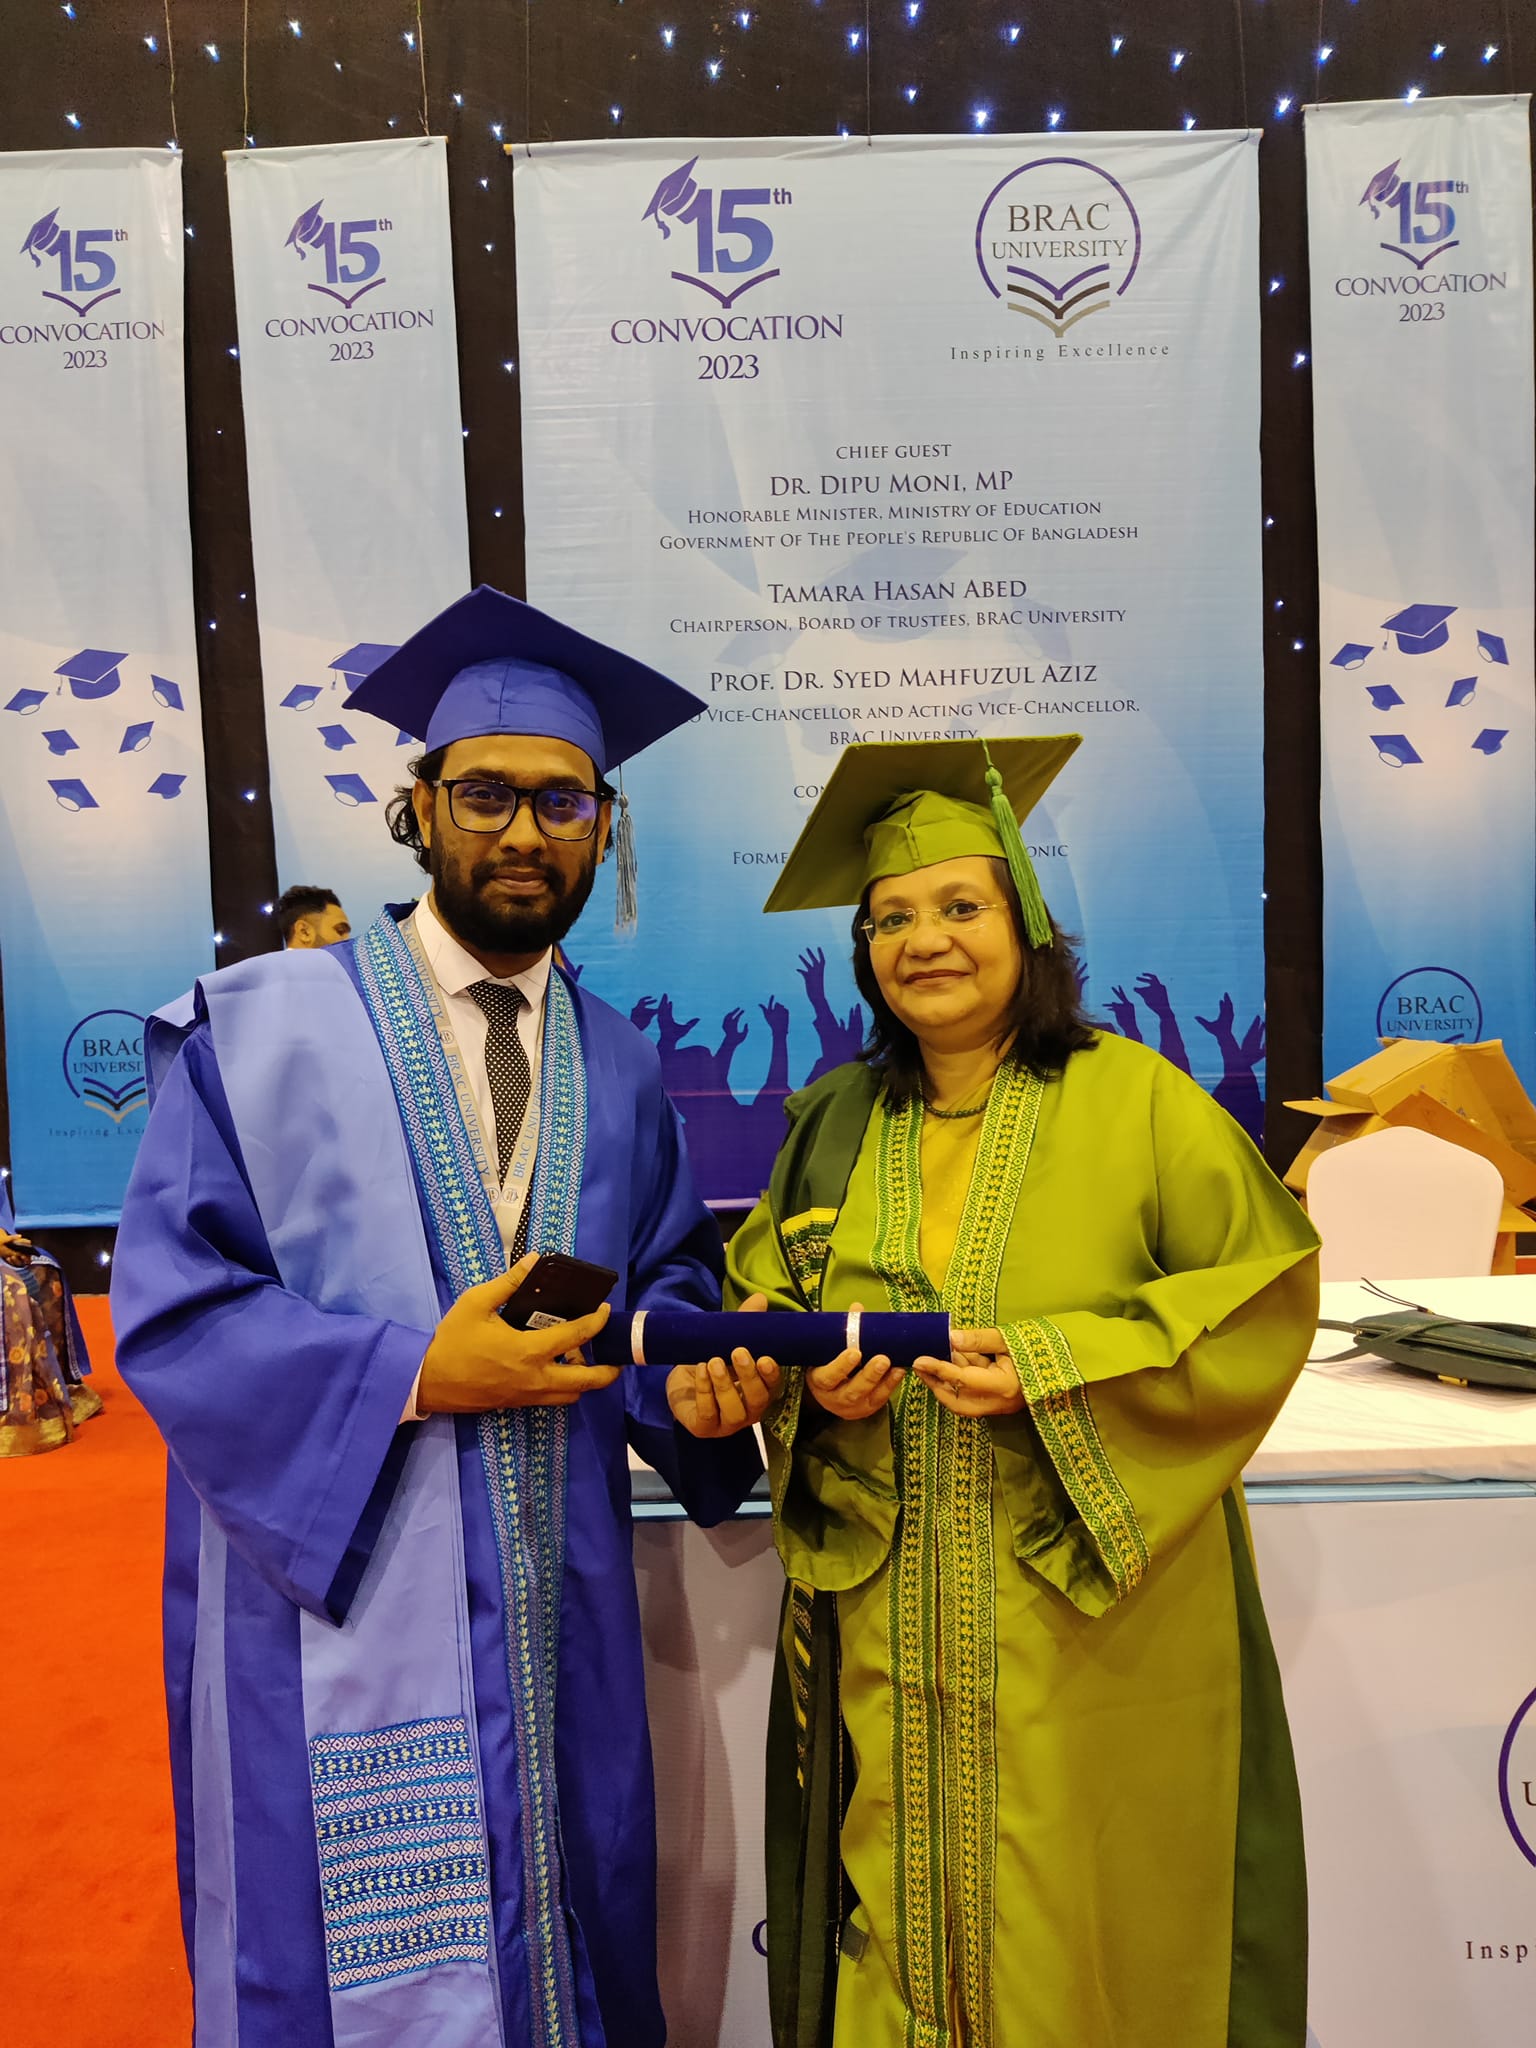 15th
CONVOCATION
2023
15th
CONVOCATION
2023
15th
CONVOCATION
2023
BRAC
UNIVERSITY
Inspiring Excellence
15th
CONVOCATION
2023
CHIEF GUEST
DR. DIPU MONI, MP
HONORABLE MINISTER, MINISTRY OF EDUCATION
GOVERNMENT OF THE PEOPLE'S REPUBLIC OF BANGLADESH
TAMARA HASAN ABED
CHAIRPERSON, BOARD OF TRUSTEES, BRAC UNIVERSITY
PROF. DR. SYED MAHFUZUL AZIZ
VICE-CHANCELLOR AND ACTING VICE-CHANCELLOR,
BRAC UNIVERSITY
BRAC
UNIVERSITY
BRAC
Inspiring
BRAC UNIVERSITY
BRAC UNIVERSITY